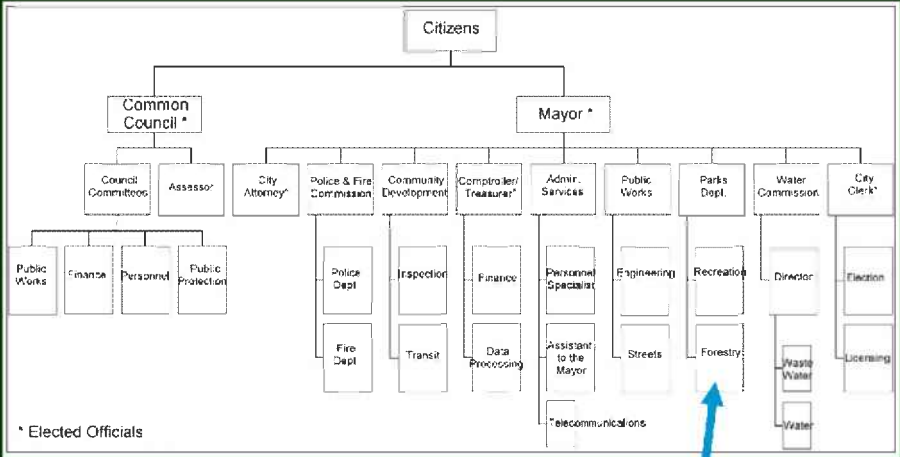 Citizens
Common
Council *
Mayor *
Council
Committees
Assessor
City
Attorney*
Police & Fire
Commission
Community
Development
Comptroller/
Treasurer*
Admin.
Services
Public
Works
Parks
Dept.
Water
Commission
City
Clerk*
Public
Works
Finance
Personnel
Public
Protection
Police
Dept
Inspection
Finance
Personnel
Specialist
Engineering
Recreation
Director
Election
Fire
Dept
Transit
Data
Processing
Assistant
to the
Mayor
Streets
Forestry
Waste
Water
Licensing
Telecommunications
Water
* Elected Officials